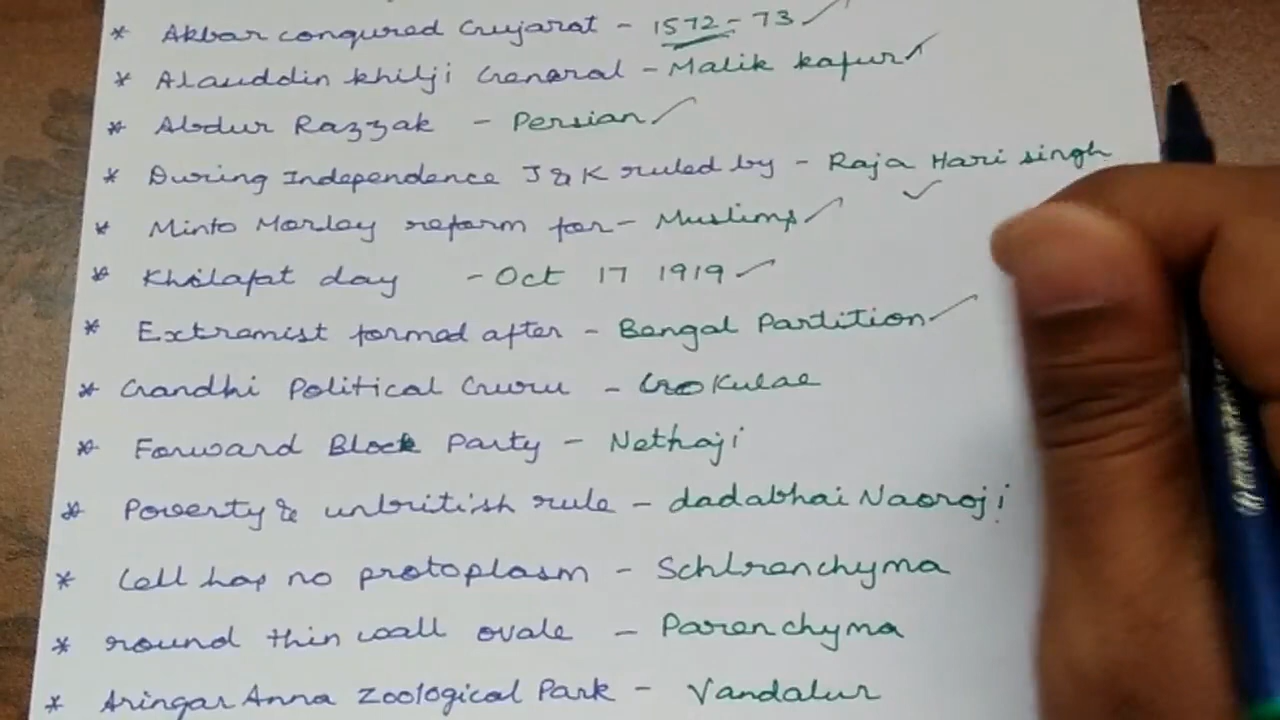 * Akbar conqured Gujarat - 1572 - 73
* Alauddin khilji General - Malik kafur
* Abdur Razzak - Persian
* During Independence J & K ruled by - Raja Hari singh
* Minto Morley reform for - Muslims
* Khilafat day - Oct 17 1919
* Extremist formed after - Bengal Partition
* Gandhi Political Guru - Gokulae
* Forward Block Party - Nethaji
* Poverty & unbritish rule - dadabhai Naoroji
* Cell has no protoplasm - Schlrenchyma
* round thin wall ovale - Parenchyma
* Aringar Anna Zoological Park - Vandalur